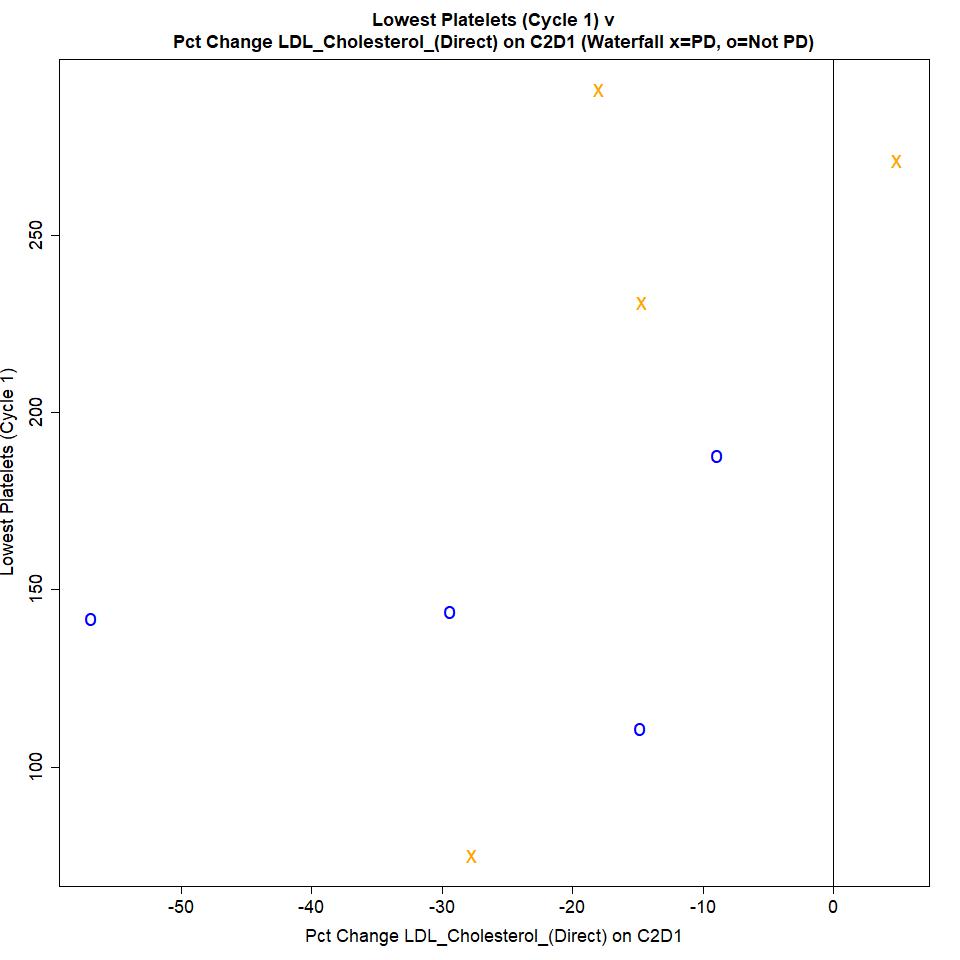 Lowest Platelets (Cycle 1) v
Pct Change LDL_Cholesterol_(Direct) on C2D1 (Waterfall x=PD, o=Not PD)
X
X
250
X
200
Lowest Platelets (Cycle 1)
O
150
O
O
O
100
X
-50 -40 -30 -20 -10 0
Pct Change LDL_Cholesterol_(Direct) on C2D1